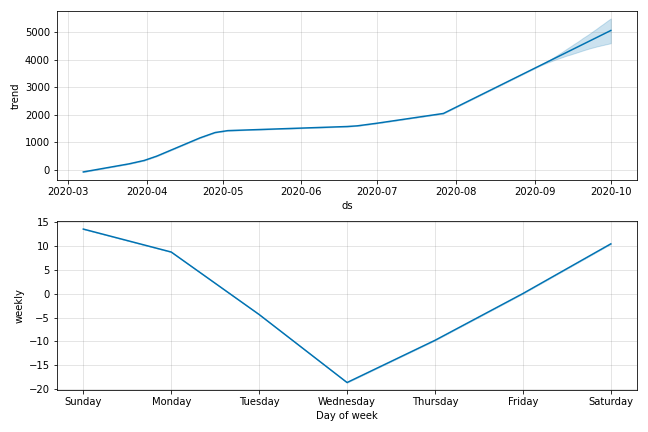 5000
4000
3000
2000
1000
0
trend
2020-03 2020-04 2020-05 2020-06 2020-07 2020-08 2020-09 2020-10
ds
15
10
5
0
−5
−10
−15
−20
weekly
Sunday Monday Tuesday Wednesday Thursday Friday Saturday
Day of week